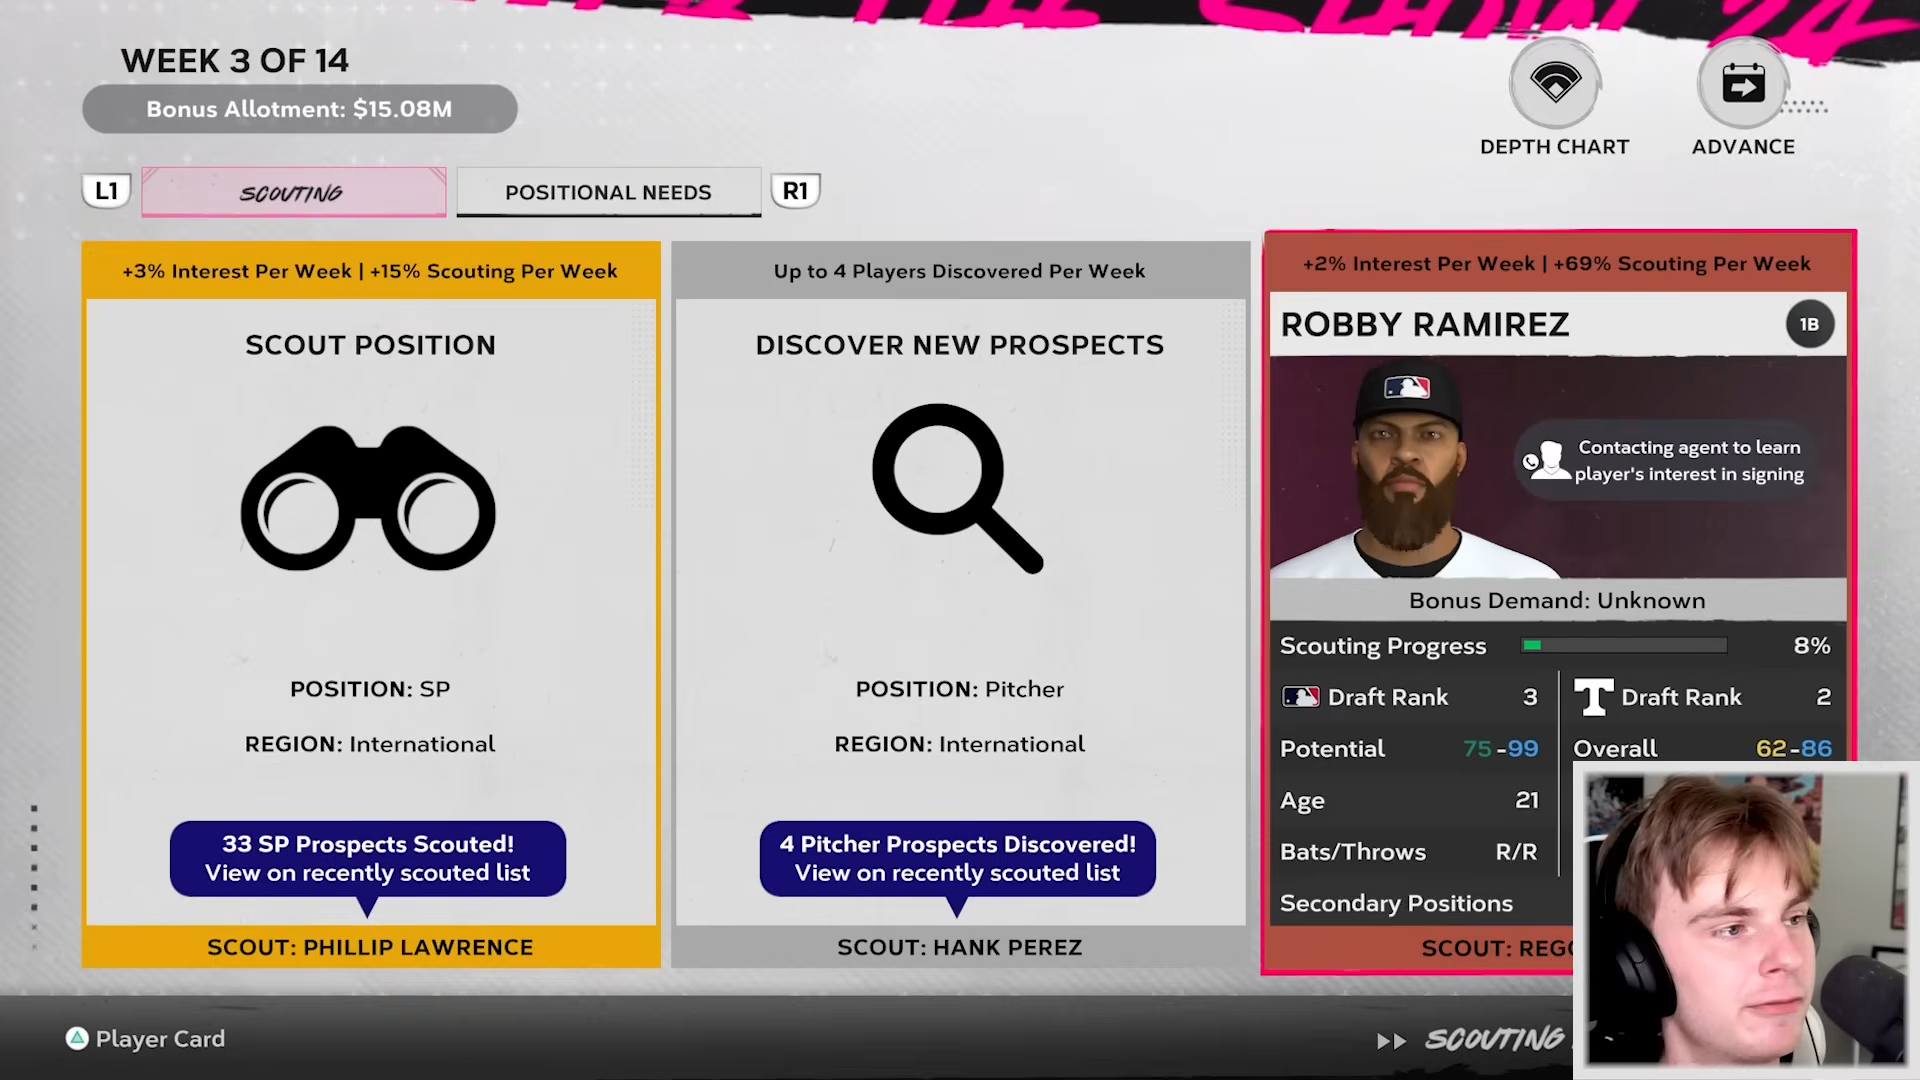 THE SHOW 24
WEEK 3 OF 14
Bonus Allotment: $15.08M
DEPTH CHART
ADVANCE
L1
SCOUTING
POSITIONAL NEEDS
R1
+3% Interest Per Week | +15% Scouting Per Week
SCOUT POSITION
POSITION: SP
REGION: International
33 SP Prospects Scouted!
View on recently scouted list
SCOUT: PHILLIP LAWRENCE
Up to 4 Players Discovered Per Week
DISCOVER NEW PROSPECTS
POSITION: Pitcher
REGION: International
4 Pitcher Prospects Discovered!
View on recently scouted list
SCOUT: HANK PEREZ
+2% Interest Per Week | +69% Scouting Per Week
ROBBY RAMIREZ
1B
Contacting agent to learn
player's interest in signing
Bonus Demand: Unknown
Scouting Progress 8%
Draft Rank 3
T Draft Rank 2
Potential 75-99
Overall 62-86
Age 21
Bats/Throws R/R
Secondary Positions
SCOUT:
Player Card
SCOUTING